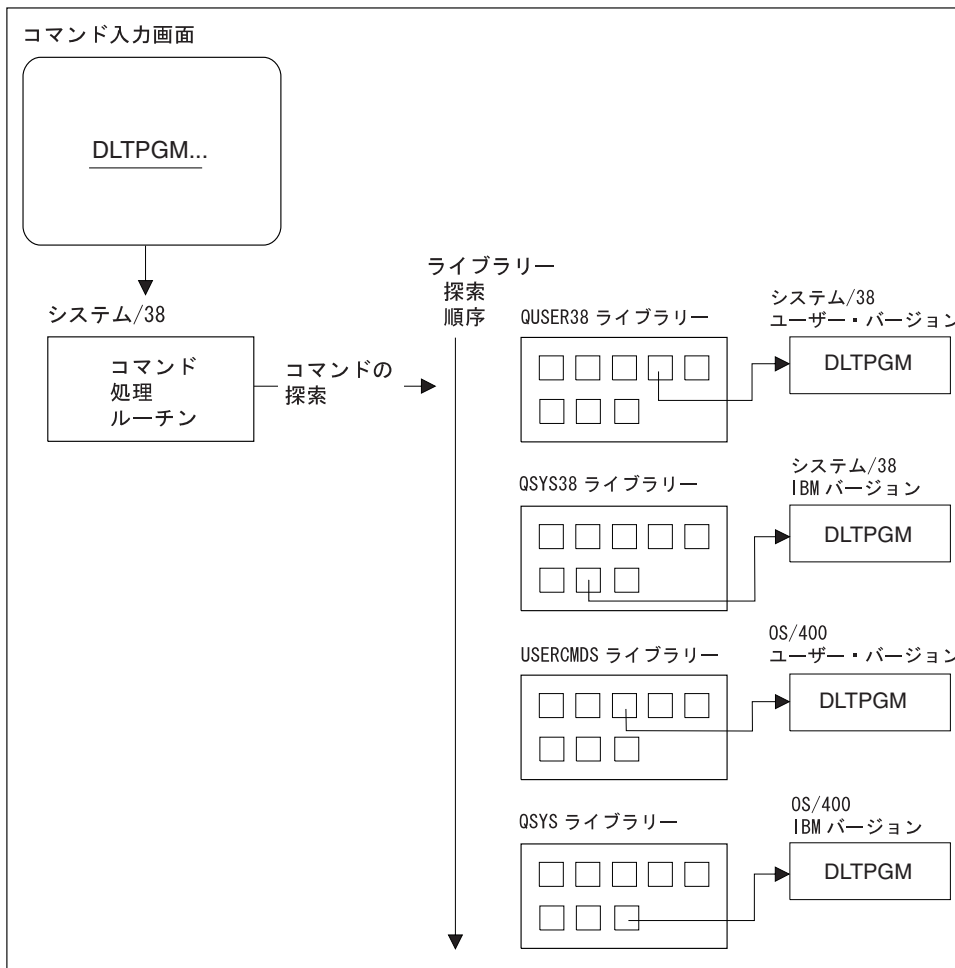 コマンド入力画面
DLTPGM...
システム/38
コマンド
処理
ルーチン
コマンドの
探索
ライブラリー
探索
順序
QUSER38 ライブラリー
システム/38
ユーザー・バージョン
DLTPGM
QSYS38 ライブラリー
システム/38
IBM バージョン
DLTPGM
USERCMDS ライブラリー
OS/400
ユーザー・バージョン
DLTPGM
QSYS ライブラリー
OS/400
IBM バージョン
DLTPGM